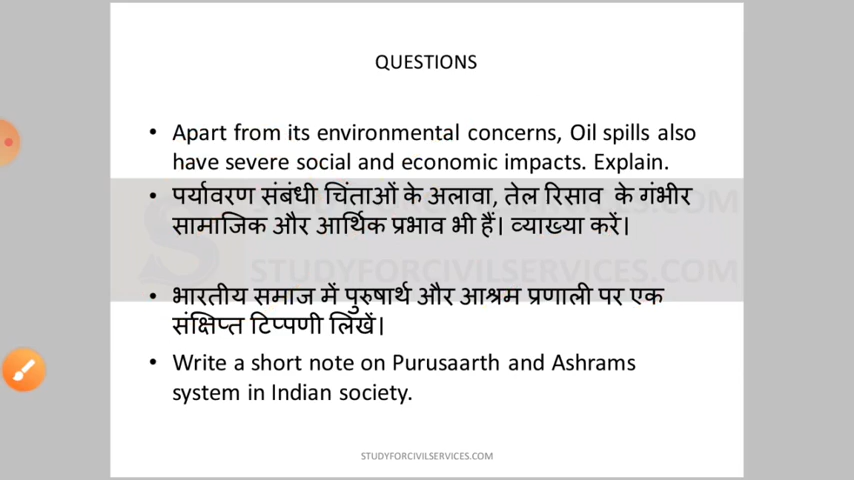 QUESTIONS
• Apart from its environmental concerns, Oil spills also
have severe social and economic impacts. Explain.
• पर्यावरण संबंधी चिंताओं के अलावा, तेल रिसाव के गंभीर
सामाजिक और आर्थिक प्रभाव भी हैं। व्याख्या करें।
• भारतीय समाज में पुरुषार्थ और आश्रम प्रणाली पर एक
संक्षिप्त टिप्पणी लिखें।
• Write a short note on Purusaarth and Ashrams
system in Indian society.
STUDYFORCIVILSERVICES.COM
STUDYFORCIVILSERVICES.COM